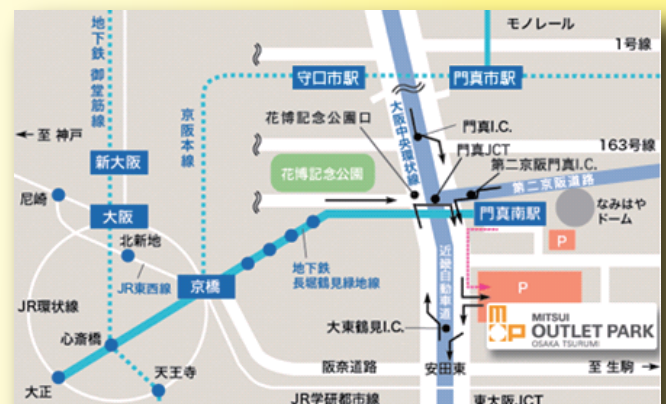 モノレール
1号線
地下鉄 御堂筋線
守口市駅
門真市駅
京阪本線
花博記念公園口
大阪中央環状線
門真I.C.
← 至 神戸
163号線
新大阪
門真JCT
第二京阪門真I.C.
花博記念公園
第二京阪道路
尼崎
大阪
門真南駅
なみはや
ドーム
北新地
P
地下鉄
長堀鶴見緑地線
近畿自動車道
JR東西線
京橋
P
JR環状線
MITSUI
OUTLET PARK
OSAKA TSURUMI
mop
大東鶴見I.C.
心斎橋
天王寺
阪奈道路
安田東
至 生駒 →
大正
JR学研都市線
東大阪JCT